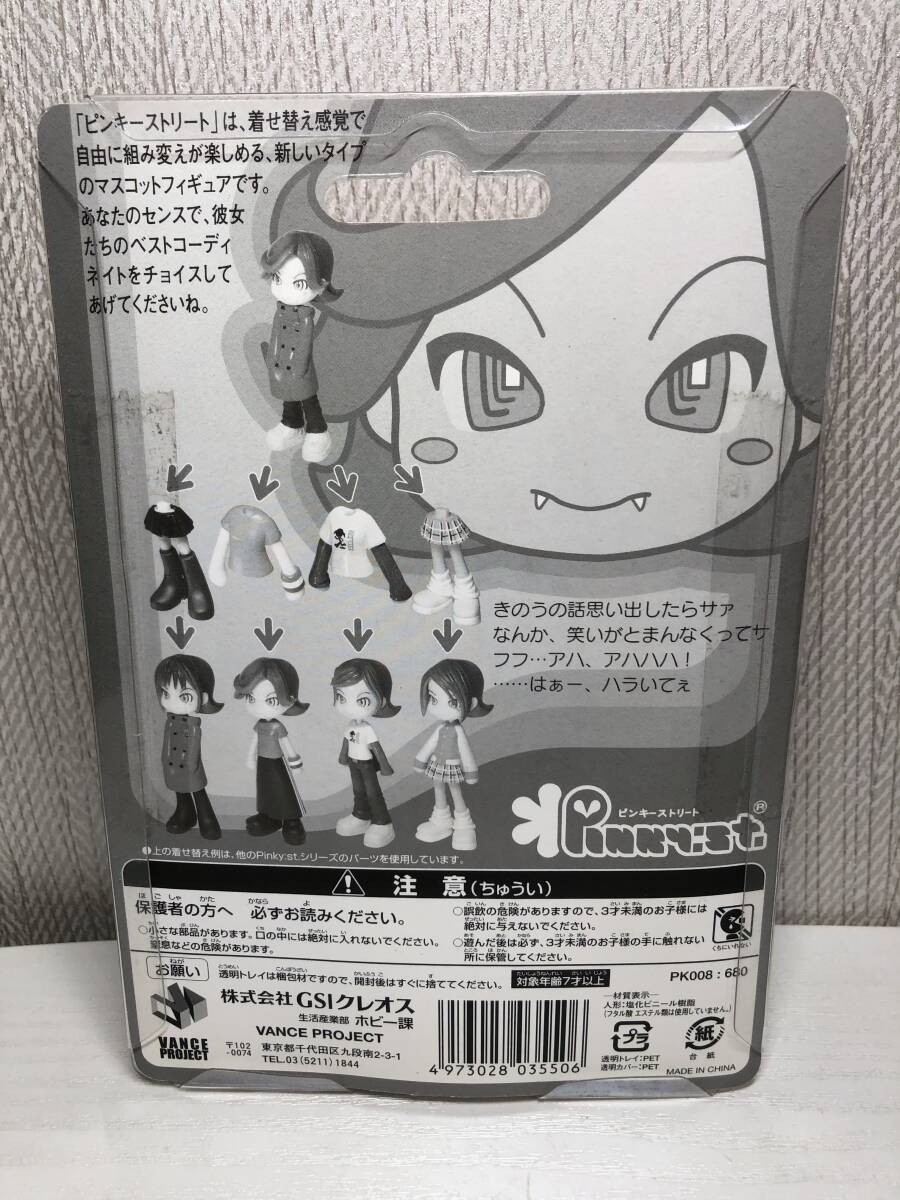 「ピンキーストリート」は、着せ替え感覚で
自由に組み変えが楽しめる、新しいタイプ
のマスコットフィギュアです。
あなたのセンスで、彼女
たちのベストコーディ
ネイトをチョイスして
あげてくださいね。
きのうの話思い出したらサァ
なんか、笑いがとまんなくってサ
フフ…アハ、アハハハ！
……はぁー、ハラいてぇ
ピンキーストリート
Pinky:st.®
●上の着せ替え例は、他のPinky:st.シリーズのパーツを使用しています。
注 意（ちゅうい）
保護者の方へ 必ずお読みください。
○小さな部品があります。口の中には絶対に入れないでください。
窒息などの危険があります。
○誤飲の危険がありますので、3才未満のお子様には
絶対に与えないでください。
○遊んだ後は必ず、3才未満のお子様の手に触れない
所に保管してください。
くちにいれない
お願い 透明トレイは梱包材ですので、開封後はすぐに捨ててください。
対象年齢7才以上
PK008：680
VANCE
PROJECT
株式会社GSIクレオス
生活産業部 ホビー課
VANCE PROJECT
〒102
-0074
東京都千代田区九段南2-3-1
TEL.03(5211)1844
4 973028 035506
―材質表示―
人形：塩化ビニール樹脂
(フタル酸 エステル類は使用していません。)
プラ
透明トレイ：PET
透明カバー：PET
紙
台 紙
MADE IN CHINA